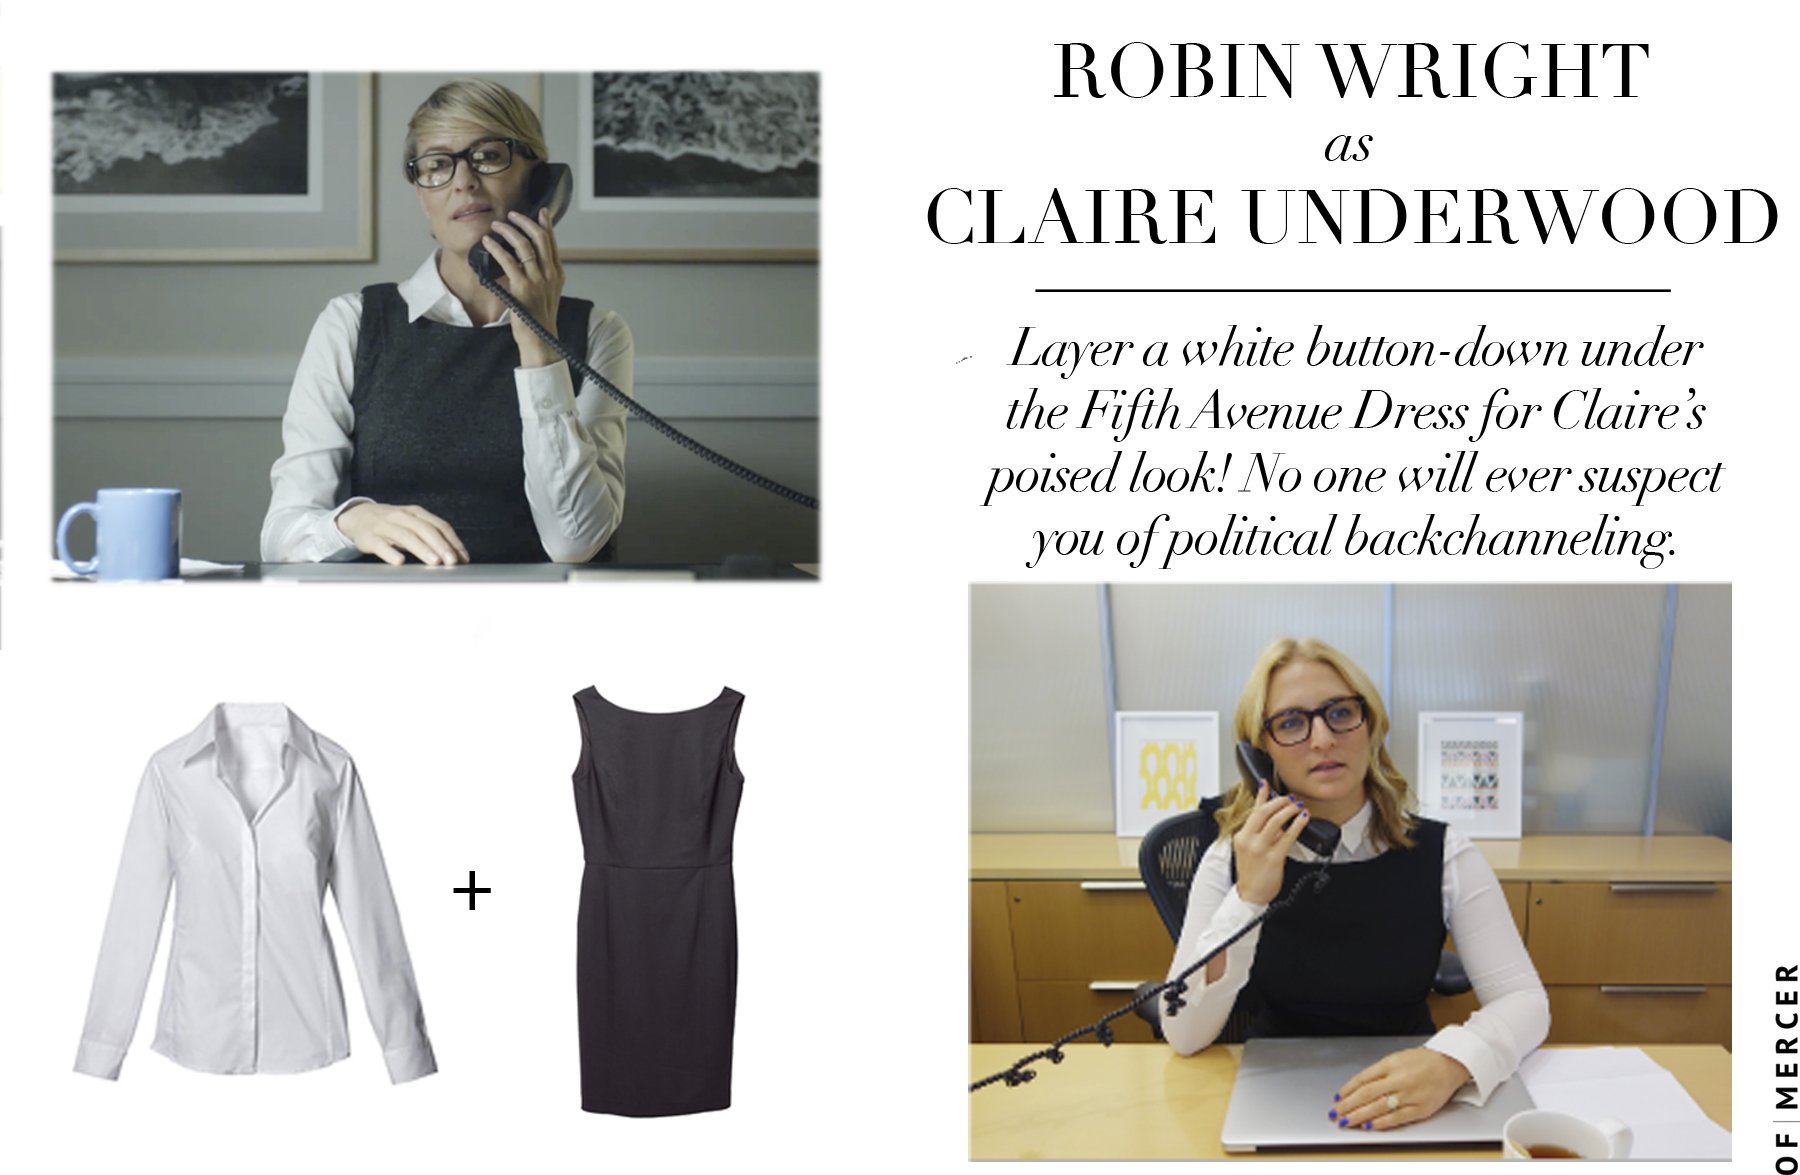 ROBIN WRIGHT
as
CLAIRE UNDERWOOD
Layer a white button-down under
the Fifth Avenue Dress for Claire’s
poised look! No one will ever suspect
you of political backchanneling.
+
OF | MERCER